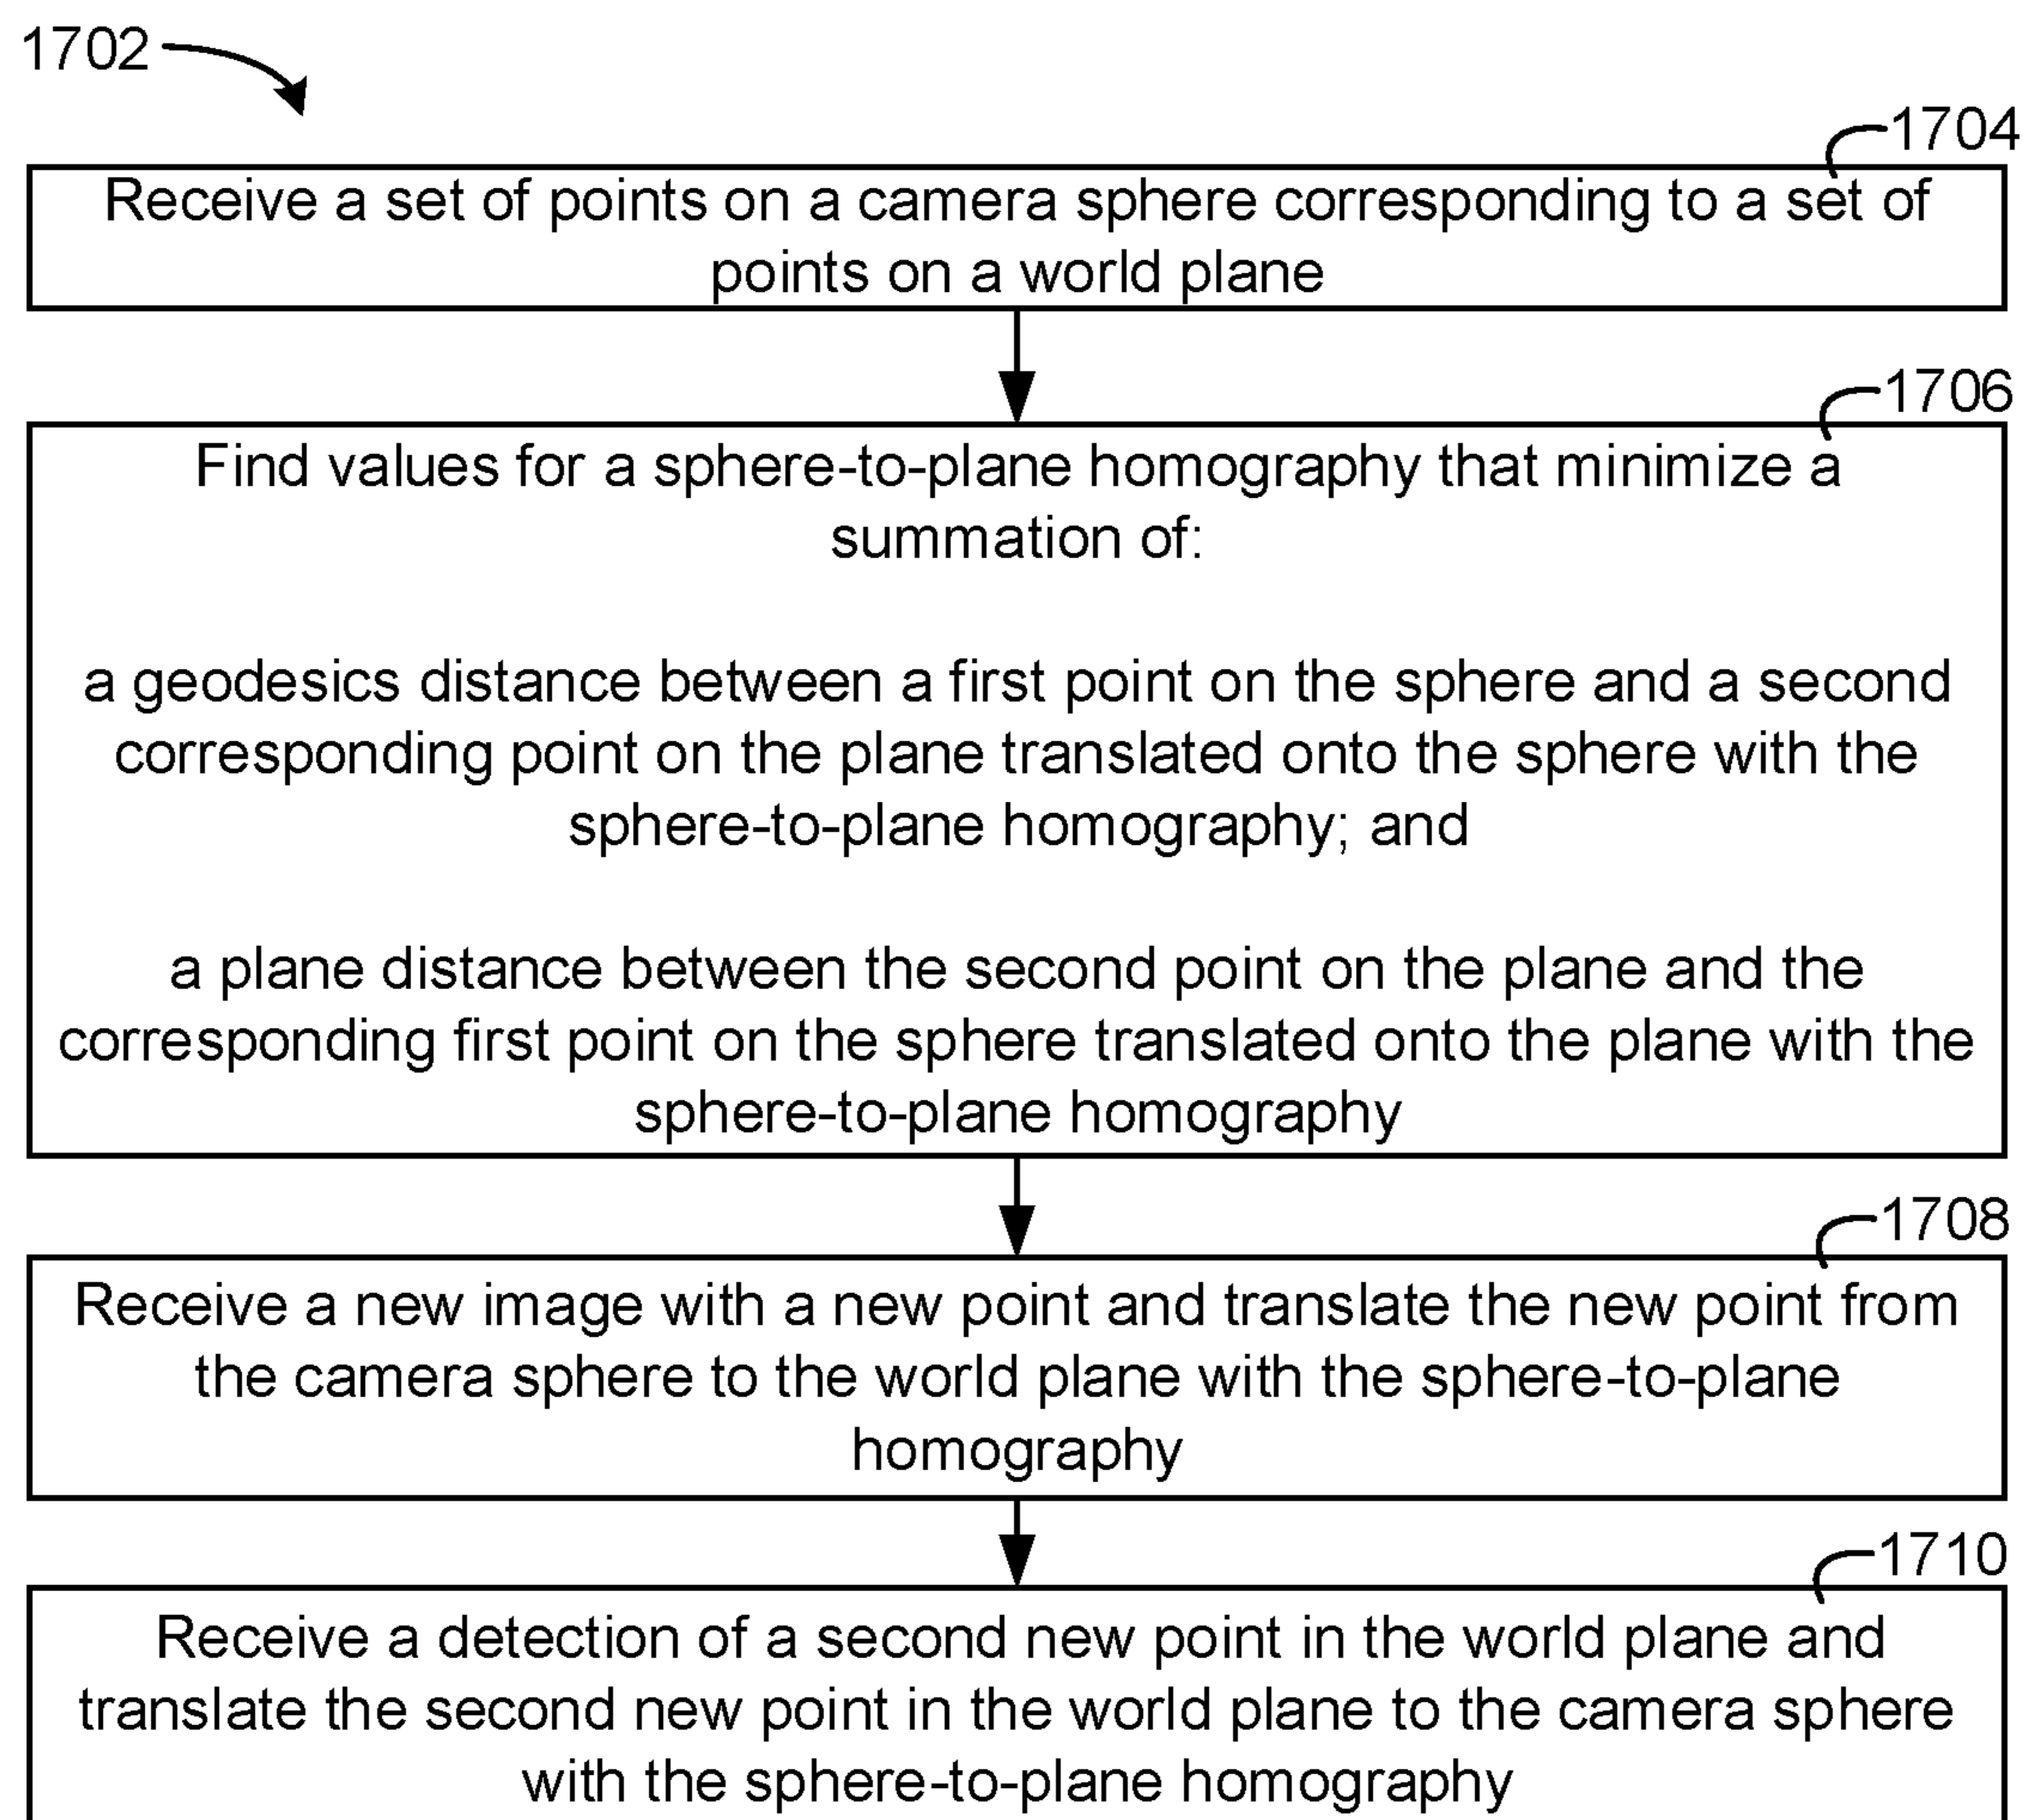 1702
1704
Receive a set of points on a camera sphere corresponding to a set of
points on a world plane
1706
Find values for a sphere-to-plane homography that minimize a
summation of:
a geodesics distance between a first point on the sphere and a second
corresponding point on the plane translated onto the sphere with the
sphere-to-plane homography; and
a plane distance between the second point on the plane and the
corresponding first point on the sphere translated onto the plane with the
sphere-to-plane homography
1708
Receive a new image with a new point and translate the new point from
the camera sphere to the world plane with the sphere-to-plane
homography
1710
Receive a detection of a second new point in the world plane and
translate the second new point in the world plane to the camera sphere
with the sphere-to-plane homography